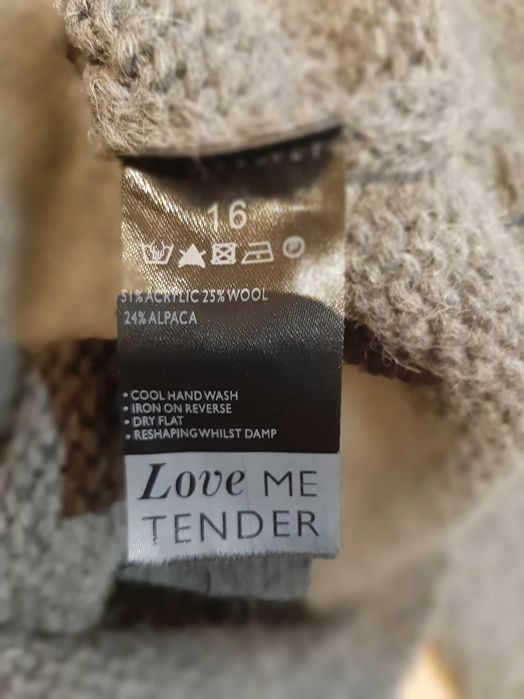 16
51% ACRYLIC 25% WOOL
24% ALPACA
• COOL HAND WASH
• IRON ON REVERSE
• DRY FLAT
• RESHAPING WHILST DAMP
Love ME
TENDER